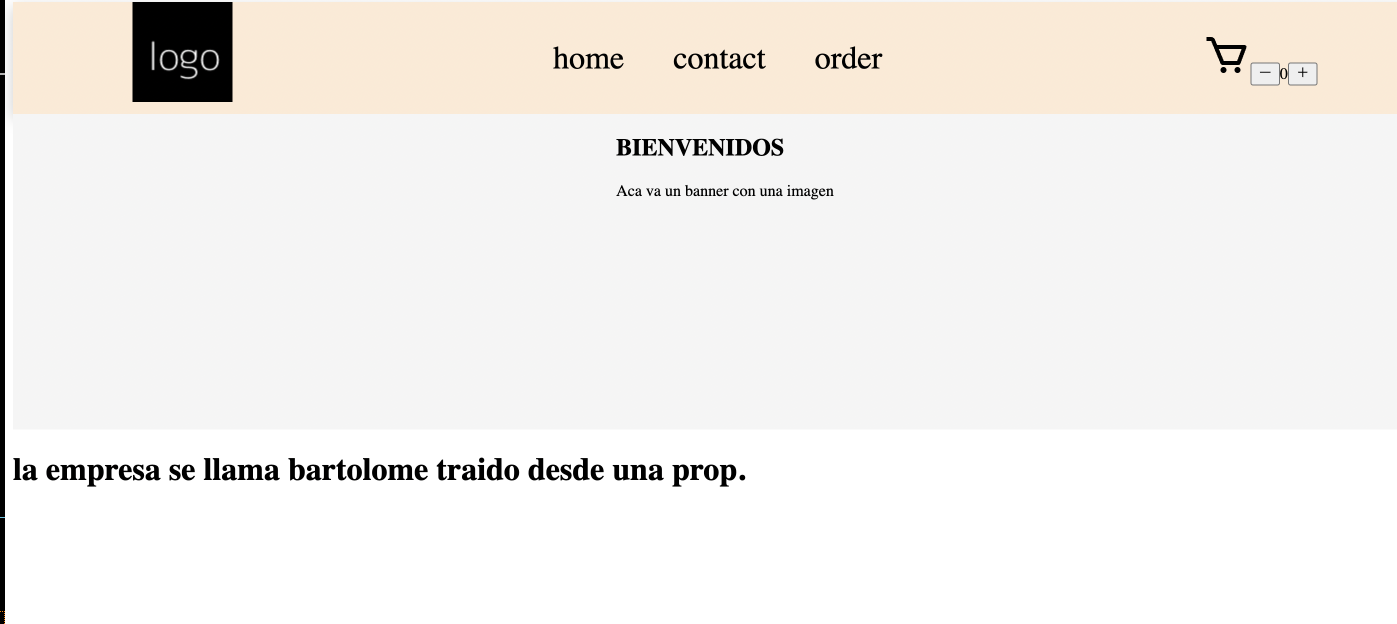 logo
home contact order
− 0 +
BIENVENIDOS
Aca va un banner con una imagen
la empresa se llama bartolome traido desde una prop.